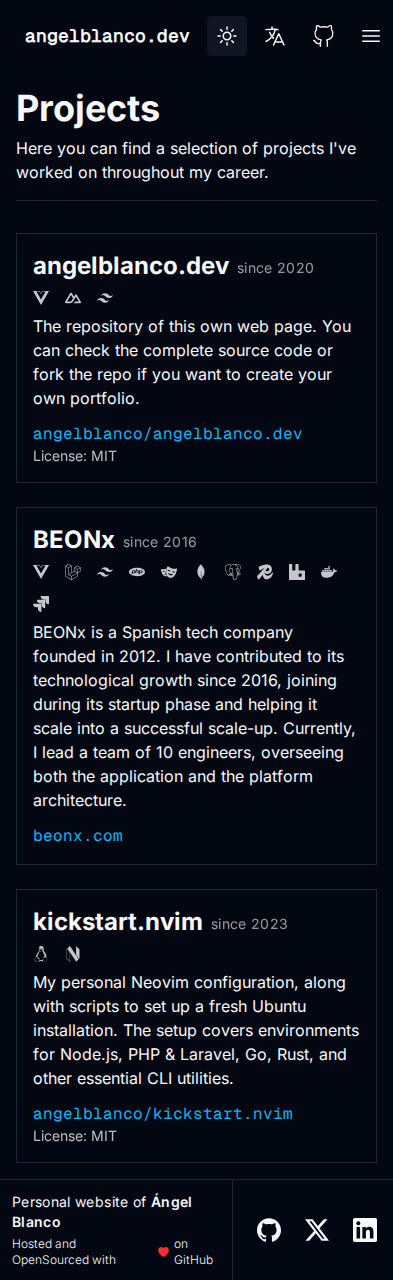 angelblanco.dev
Projects
Here you can find a selection of projects I've
worked on throughout my career.
angelblanco.dev since 2020
The repository of this own web page. You
can check the complete source code or
fork the repo if you want to create your
own portfolio.
angelblanco/angelblanco.dev
License: MIT
BEONx since 2016
php
BEONx is a Spanish tech company
founded in 2012. I have contributed to its
technological growth since 2016, joining
during its startup phase and helping it
scale into a successful scale-up. Currently,
I lead a team of 10 engineers, overseeing
both the application and the platform
architecture.
beonx.com
kickstart.nvim since 2023
My personal Neovim configuration, along
with scripts to set up a fresh Ubuntu
installation. The setup covers environments
for Node.js, PHP & Laravel, Go, Rust, and
other essential CLI utilities.
angelblanco/kickstart.nvim
License: MIT
Personal website of Ángel
Blanco
Hosted and
OpenSourced with
on
GitHub